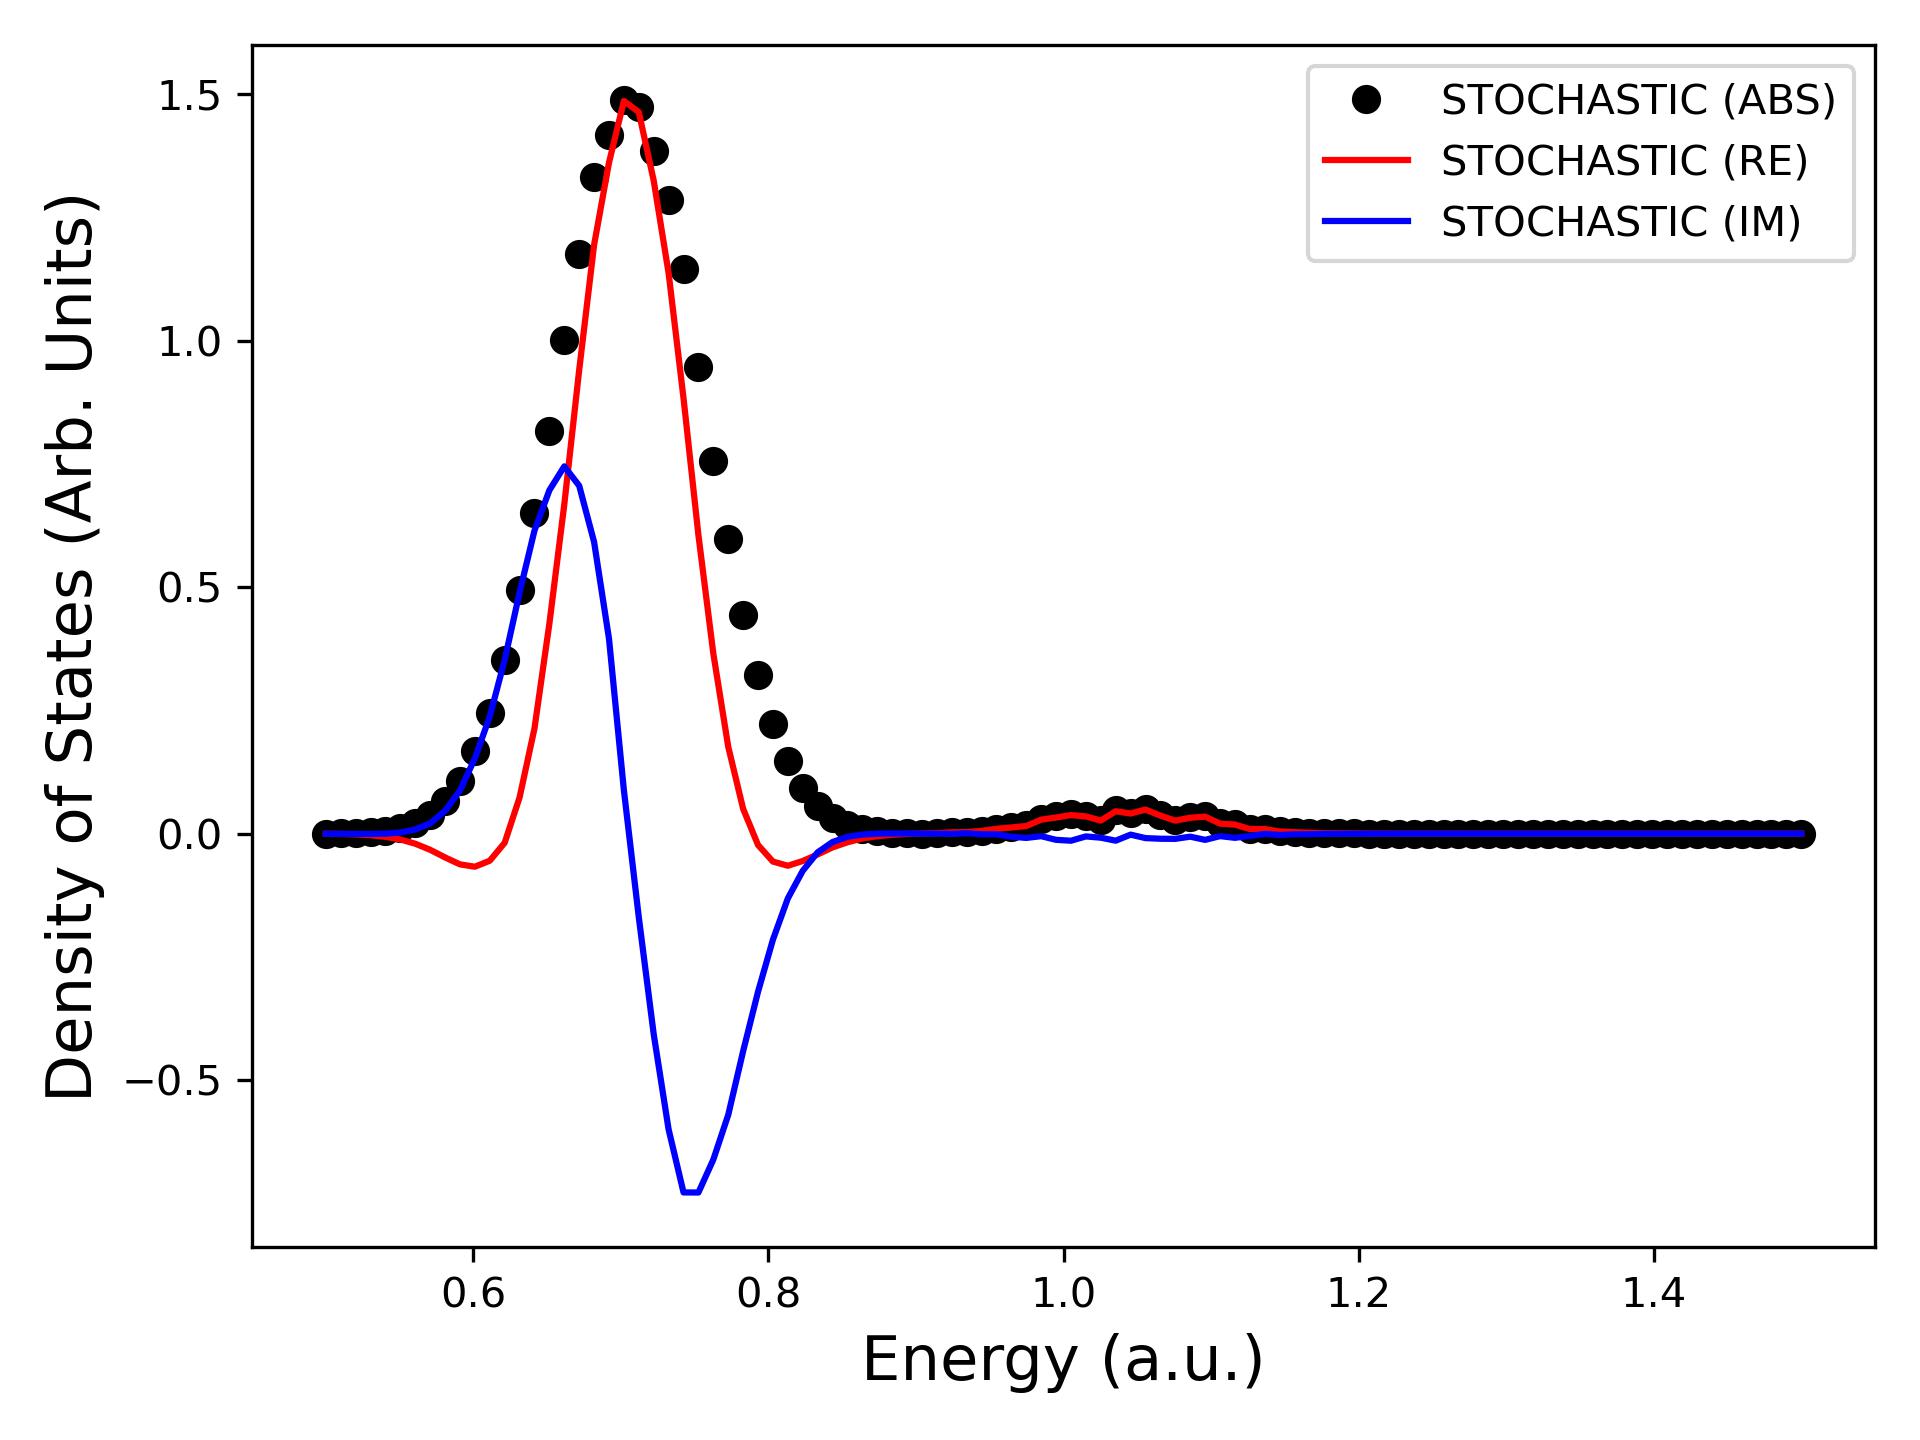 STOCHASTIC (ABS)
STOCHASTIC (RE)
STOCHASTIC (IM)
Density of States (Arb. Units)
1.5
1.0
0.5
0.0
−0.5
0.6 0.8 1.0 1.2 1.4
Energy (a.u.)